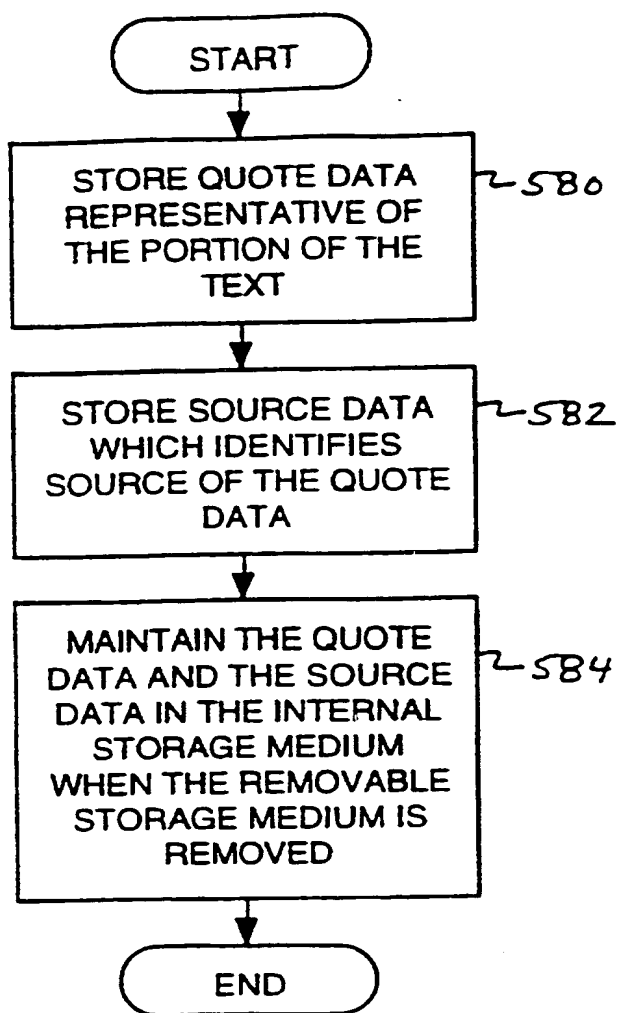 START
STORE QUOTE DATA
REPRESENTATIVE OF
THE PORTION OF THE
TEXT
580
STORE SOURCE DATA
WHICH IDENTIFIES
SOURCE OF THE QUOTE
DATA
582
MAINTAIN THE QUOTE
DATA AND THE SOURCE
DATA IN THE INTERNAL
STORAGE MEDIUM
WHEN THE REMOVABLE
STORAGE MEDIUM IS
REMOVED
584
END